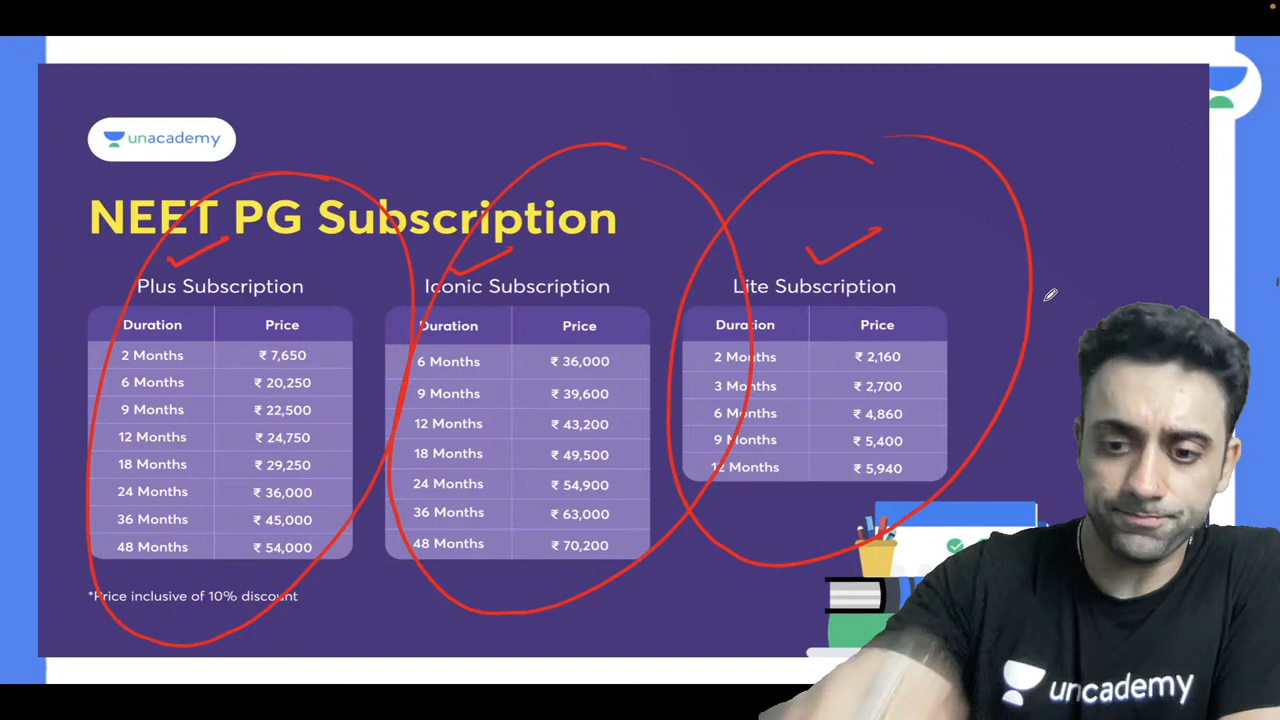 unacademy
NEET PG Subscription
Plus Subscription
Duration Price
2 Months ₹ 7,650
6 Months ₹ 20,250
9 Months ₹ 22,500
12 Months ₹ 24,750
18 Months ₹ 29,250
24 Months ₹ 36,000
36 Months ₹ 45,000
48 Months ₹ 54,000
*Price inclusive of 10% discount
Iconic Subscription
Duration Price
6 Months ₹ 36,000
9 Months ₹ 39,600
12 Months ₹ 43,200
18 Months ₹ 49,500
24 Months ₹ 54,900
36 Months ₹ 63,000
48 Months ₹ 70,200
Lite Subscription
Duration Price
2 Months ₹ 2,160
3 Months ₹ 2,700
6 Months ₹ 4,860
9 Months ₹ 5,400
12 Months ₹ 5,940
unacademy